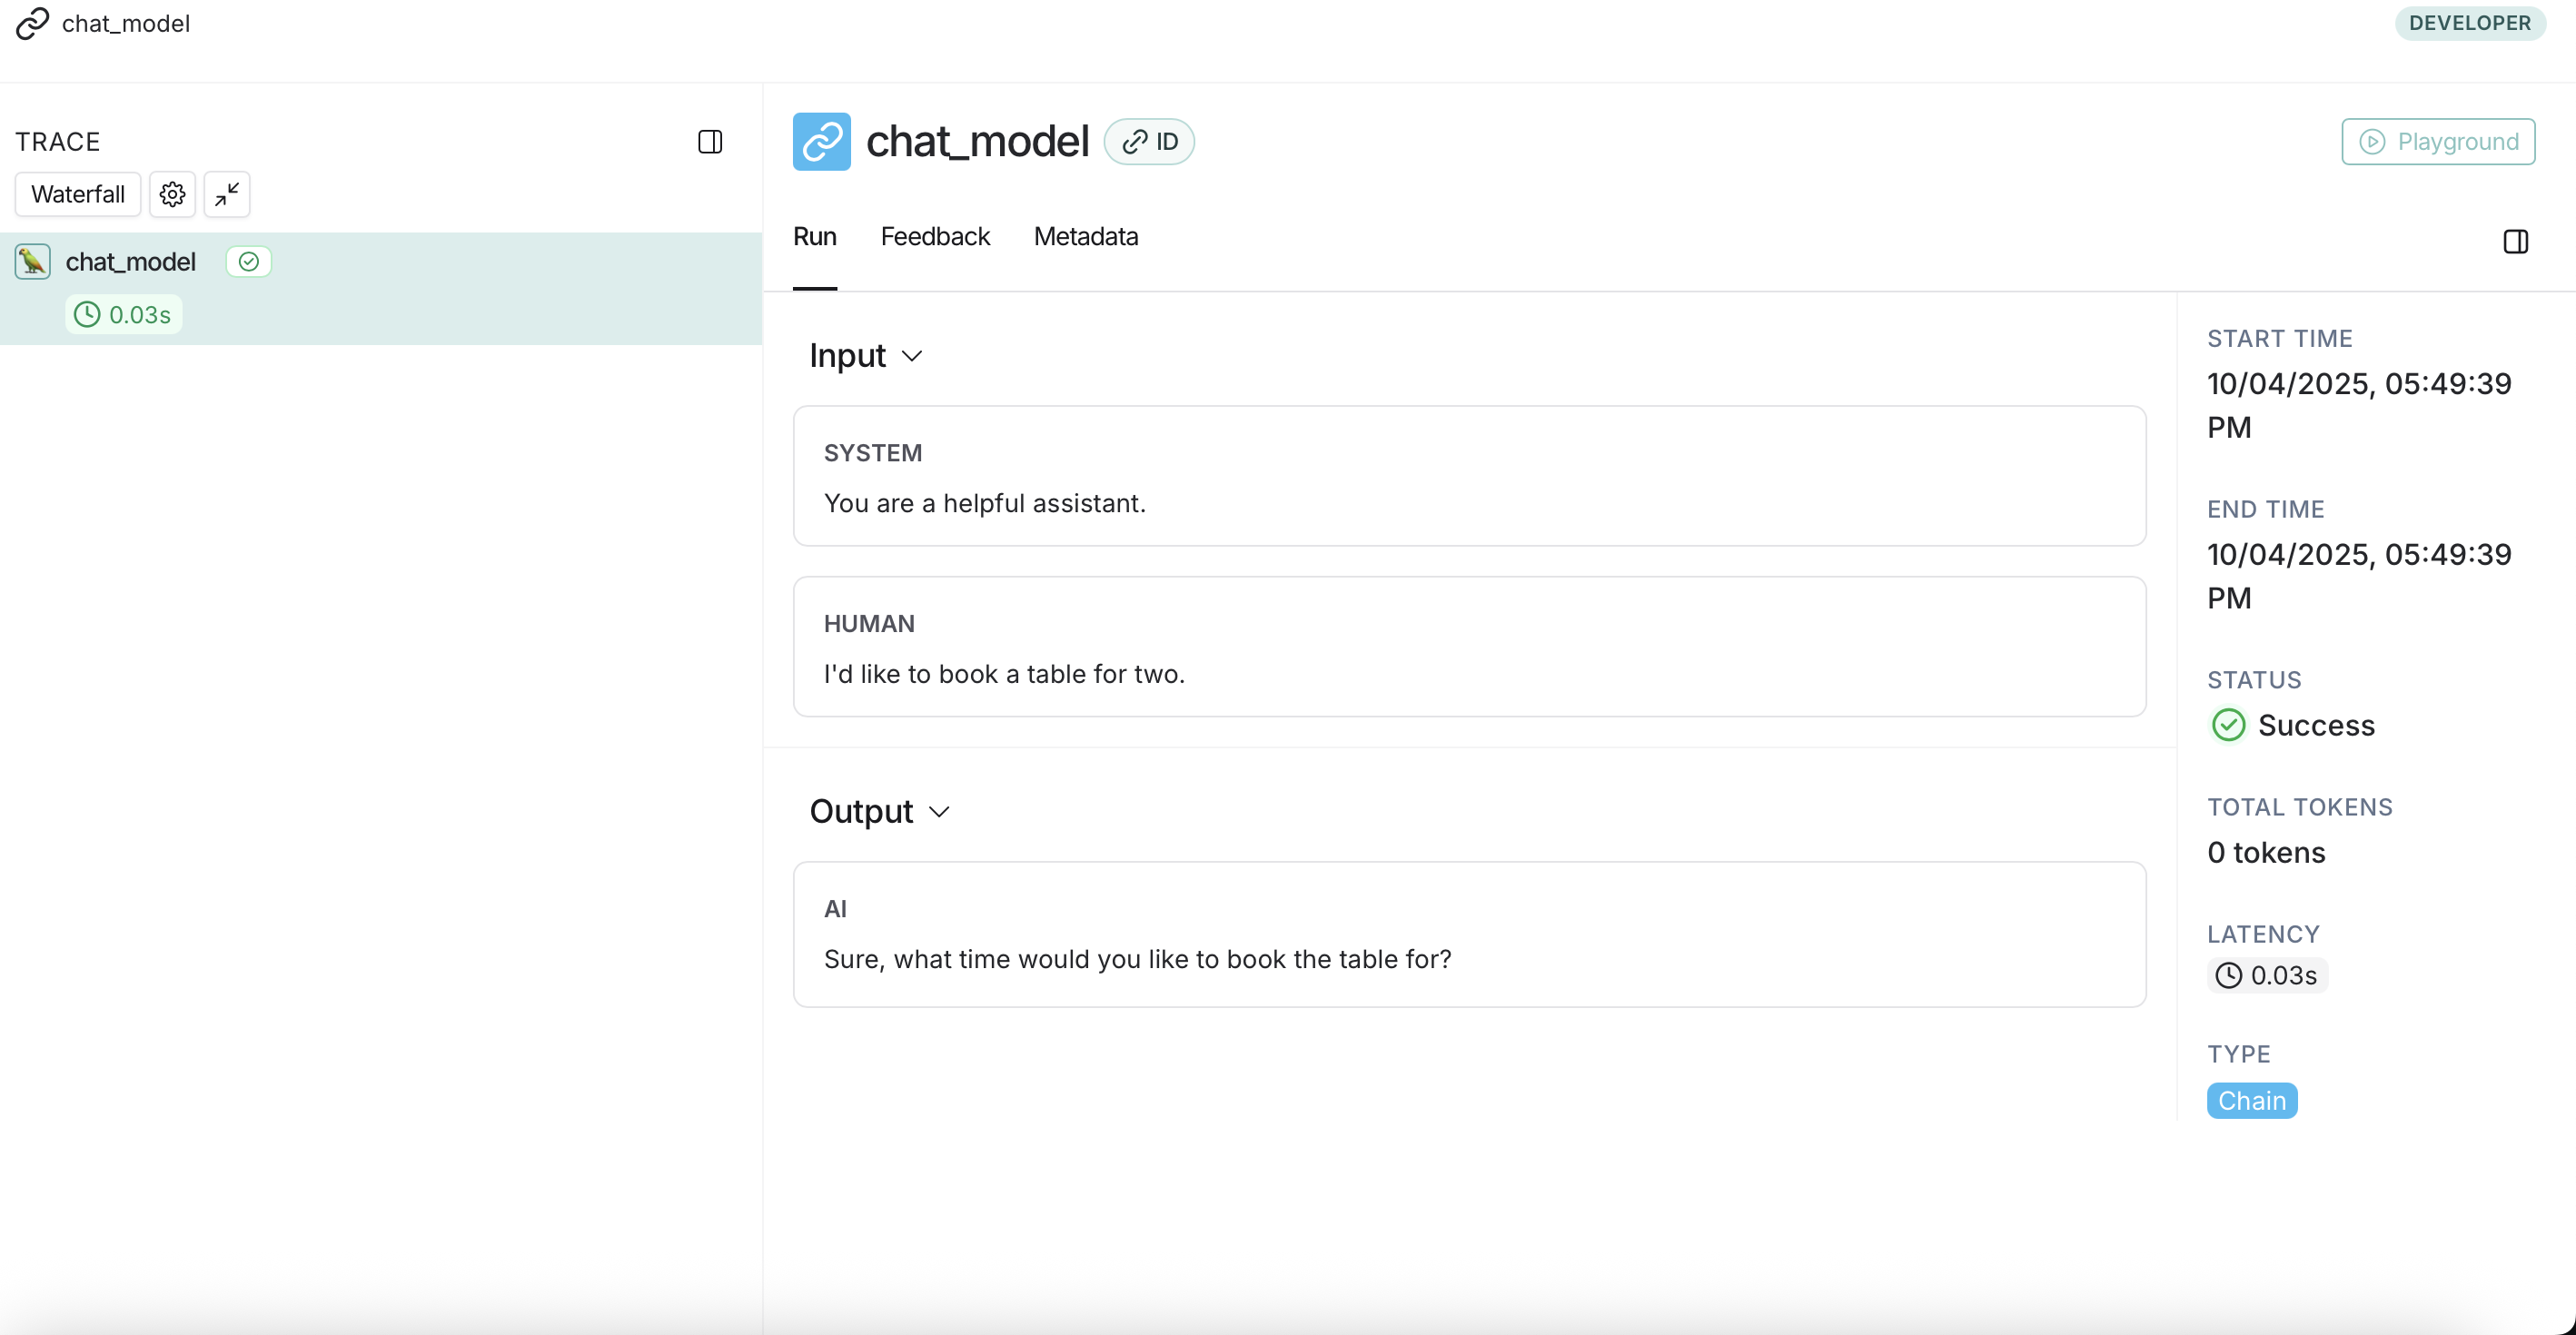 chat_model
DEVELOPER
TRACE
Waterfall
chat_model
0.03s
chat_model
ID
Playground
Run
Feedback
Metadata
Input
SYSTEM
You are a helpful assistant.
HUMAN
I'd like to book a table for two.
Output
AI
Sure, what time would you like to book the table for?
START TIME
10/04/2025, 05:49:39
PM
END TIME
10/04/2025, 05:49:39
PM
STATUS
Success
TOTAL TOKENS
0 tokens
LATENCY
0.03s
TYPE
Chain